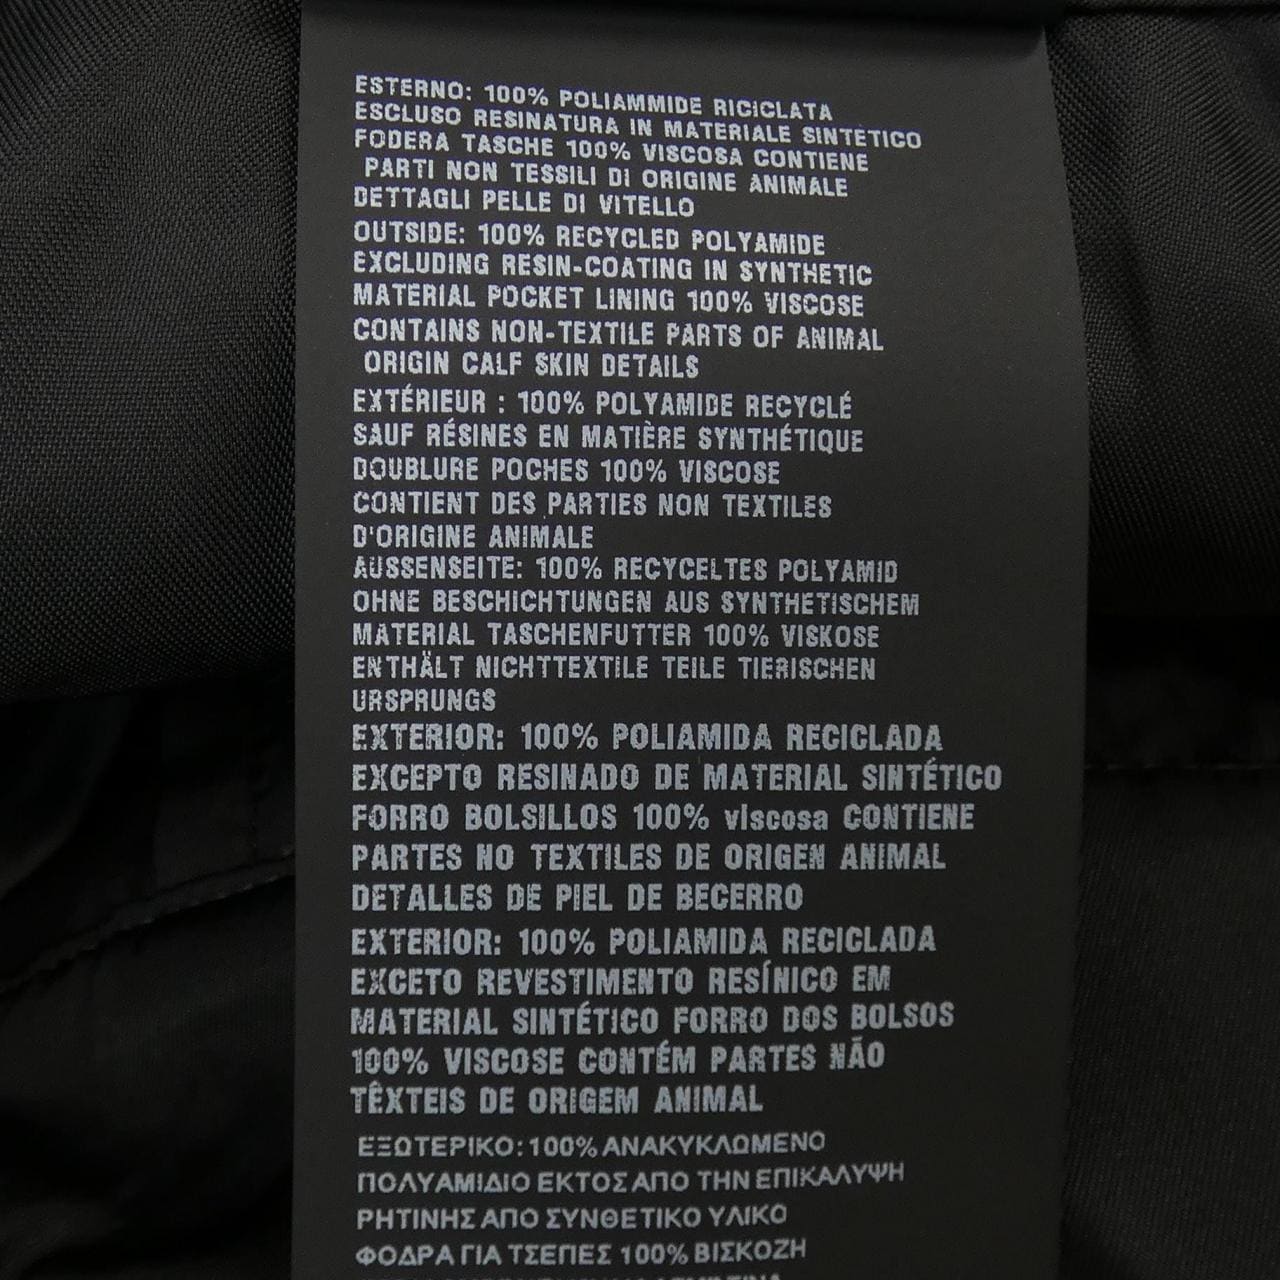 ESTERNO: 100% POLIAMMIDE RICICLATA
ESCLUSO RESINATURA IN MATERIALE SINTETICO
FODERA TASCHE 100% VISCOSA CONTIENE
PARTI NON TESSILI DI ORIGINE ANIMALE
DETTAGLI PELLE DI VITELLO
OUTSIDE: 100% RECYCLED POLYAMIDE
EXCLUDING RESIN-COATING IN SYNTHETIC
MATERIAL POCKET LINING 100% VISCOSE
CONTAINS NON-TEXTILE PARTS OF ANIMAL
ORIGIN CALF SKIN DETAILS
EXTÉRIEUR : 100% POLYAMIDE RECYCLÉ
SAUF RÉSINES EN MATIÈRE SYNTHÉTIQUE
DOUBLURE POCHES 100% VISCOSE
CONTIENT DES PARTIES NON TEXTILES
D'ORIGINE ANIMALE
AUSSENSEITE: 100% RECYCELTES POLYAMID
OHNE BESCHICHTUNGEN AUS SYNTHETISCHEM
MATERIAL TASCHENFUTTER 100% VISKOSE
ENTHÄLT NICHTTEXTILE TEILE TIERISCHEN
URSPRUNGS
EXTERIOR: 100% POLIAMIDA RECICLADA
EXCEPTO RESINADO DE MATERIAL SINTÉTICO
FORRO BOLSILLOS 100% viscosa CONTIENE
PARTES NO TEXTILES DE ORIGEN ANIMAL
DETALLES DE PIEL DE BECERRO
EXTERIOR: 100% POLIAMIDA RECICLADA
EXCETO REVESTIMENTO RESÍNICO EM
MATERIAL SINTÉTICO FORRO DOS BOLSOS
100% VISCOSE CONTÉM PARTES NÃO
TÊXTEIS DE ORIGEM ANIMAL
ΕΞΩΤΕΡΙΚΟ: 100% ΑΝΑΚΥΚΛΩΜΕΝΟ
ΠΟΛΥΑΜΙΔΙΟ ΕΚΤΟΣ ΑΠΟ ΤΗΝ ΕΠΙΚΑΛΥΨΗ
ΡΗΤΙΝΗΣ ΑΠΟ ΣΥΝΘΕΤΙΚΟ ΥΛΙΚΟ
ΦΟΔΡΑ ΓΙΑ ΤΣΕΠΕΣ 100% ΒΙΣΚΟΖΗ